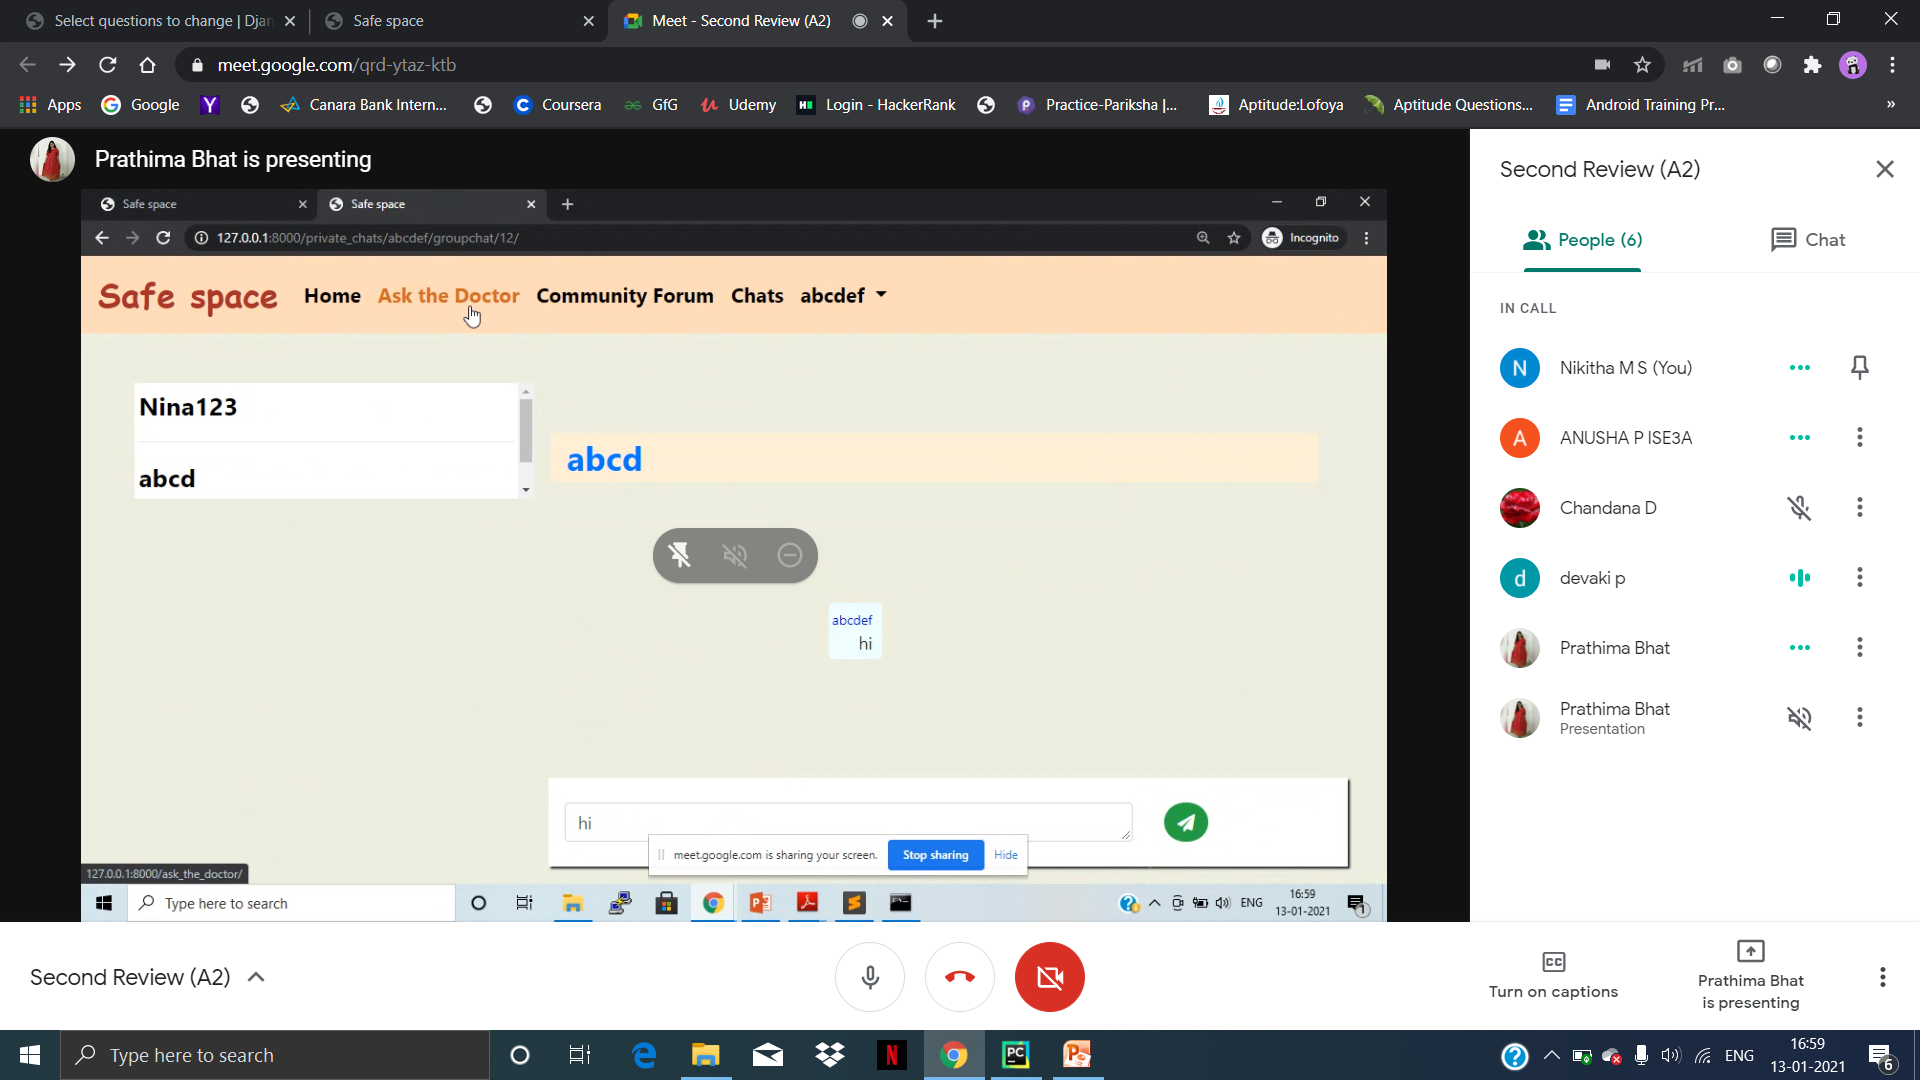 Select questions to change | Djan
Safe space
Meet - Second Review (A2)
meet.google.com/qrd-ytaz-ktb
Apps
Google
Canara Bank Intern...
Coursera
GfG
Udemy
Login - HackerRank
Practice-Pariksha |...
Aptitude:Lofoya
Aptitude Questions...
Android Training Pr...
»
Prathima Bhat is presenting
Safe space
Safe space
127.0.0.1:8000/private_chats/abcdef/groupchat/12/
Incognito
Safe space
Home
Ask the Doctor
Community Forum
Chats
abcdef
Nina123
abcd
abcd
abcdef
hi
hi
meet.google.com is sharing your screen.
Stop sharing
Hide
127.0.0.1:8000/ask_the_doctor/
Type here to search
ENG
16:59
13-01-2021
1
Second Review (A2)
People (6)
Chat
IN CALL
N
Nikitha M S (You)
A
ANUSHA P ISE3A
Chandana D
d
devaki p
Prathima Bhat
Prathima Bhat
Presentation
Second Review (A2)
CC
Turn on captions
Prathima Bhat
is presenting
Type here to search
ENG
16:59
13-01-2021
6